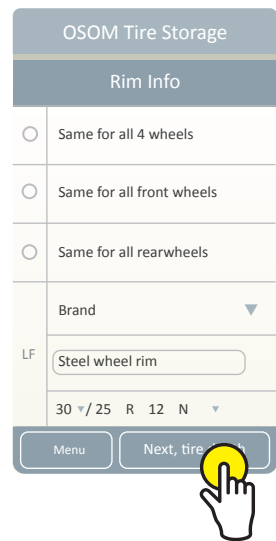 OSOM Tire Storage
Rim Info
Same for all 4 wheels
Same for all front wheels
Same for all rearwheels
Brand
LF
Steel wheel rim
30 / 25 R 12 N
Menu
Next, tire